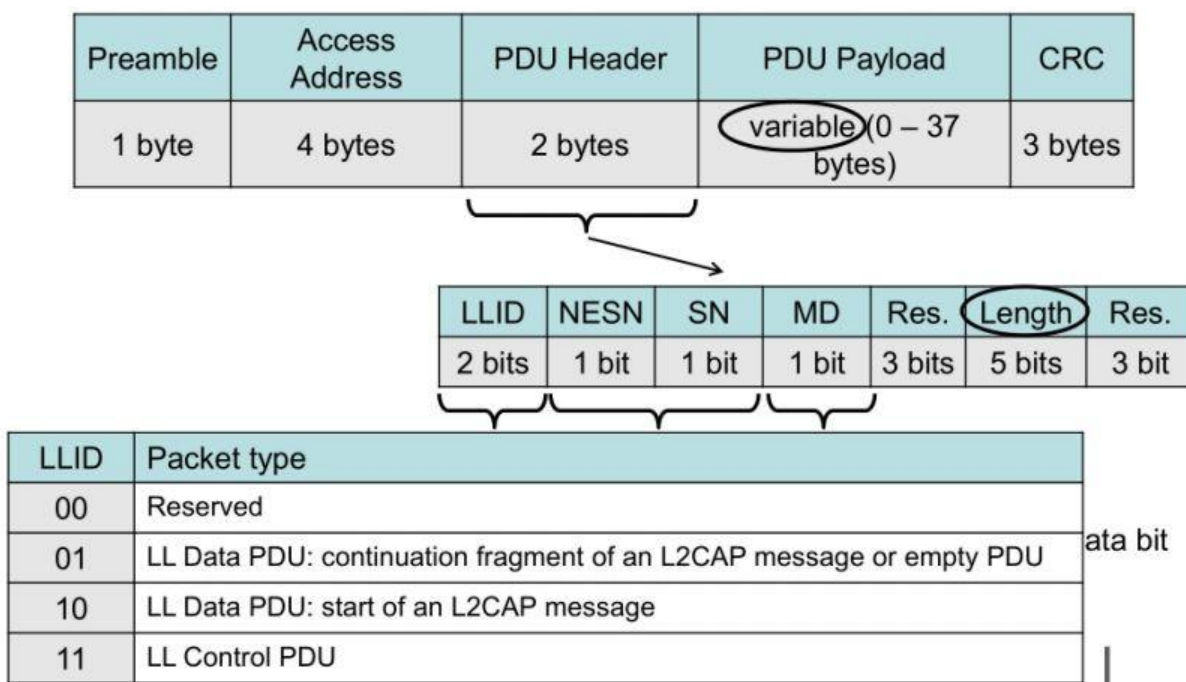 Preamble
Access
Address
PDU Header
PDU Payload
CRC
1 byte
4 bytes
2 bytes
variable (0 – 37
bytes)
3 bytes
LLID
NESN
SN
MD
Res.
Length
Res.
2 bits
1 bit
1 bit
1 bit
3 bits
5 bits
3 bit
LLID
Packet type
00
Reserved
01
LL Data PDU: continuation fragment of an L2CAP message or empty PDU
10
LL Data PDU: start of an L2CAP message
11
LL Control PDU
ata bit